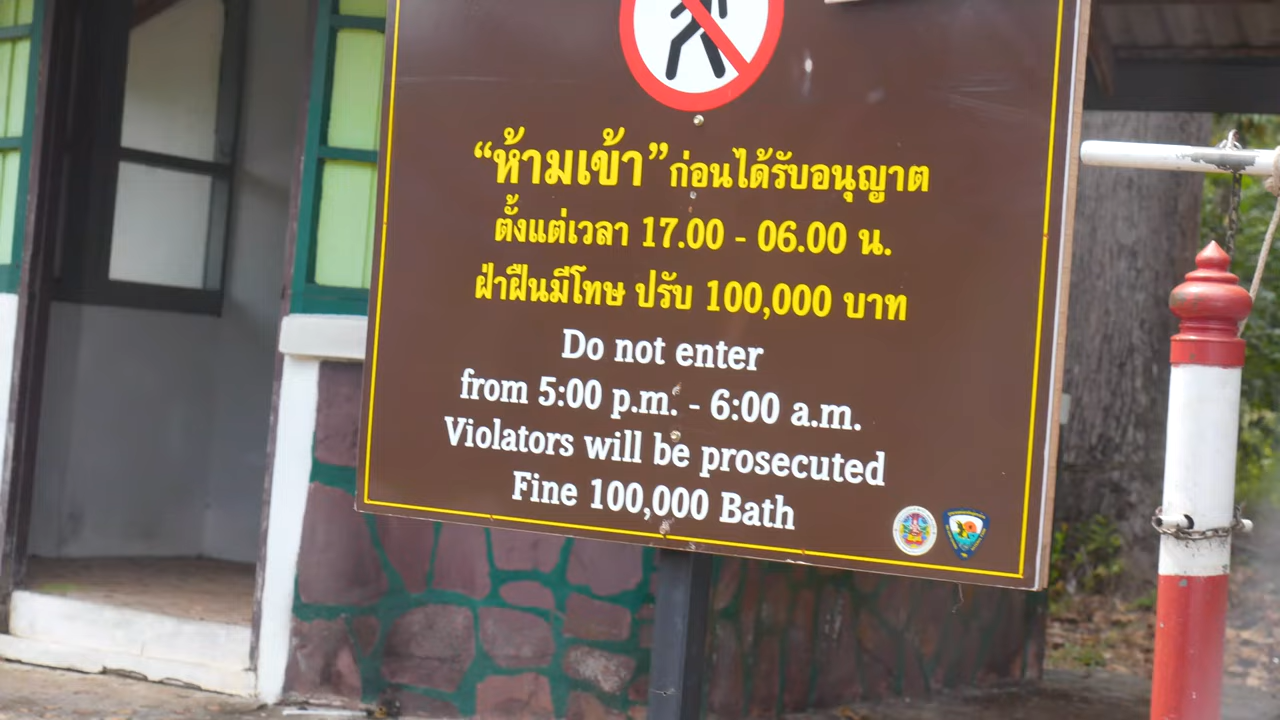 “ห้ามเข้า”ก่อนได้รับอนุญาต
ตั้งแต่เวลา 17.00 - 06.00 น.
ฝ่าฝืนมีโทษ ปรับ 100,000 บาท
Do not enter
from 5:00 p.m. - 6:00 a.m.
Violators will be prosecuted
Fine 100,000 Bath